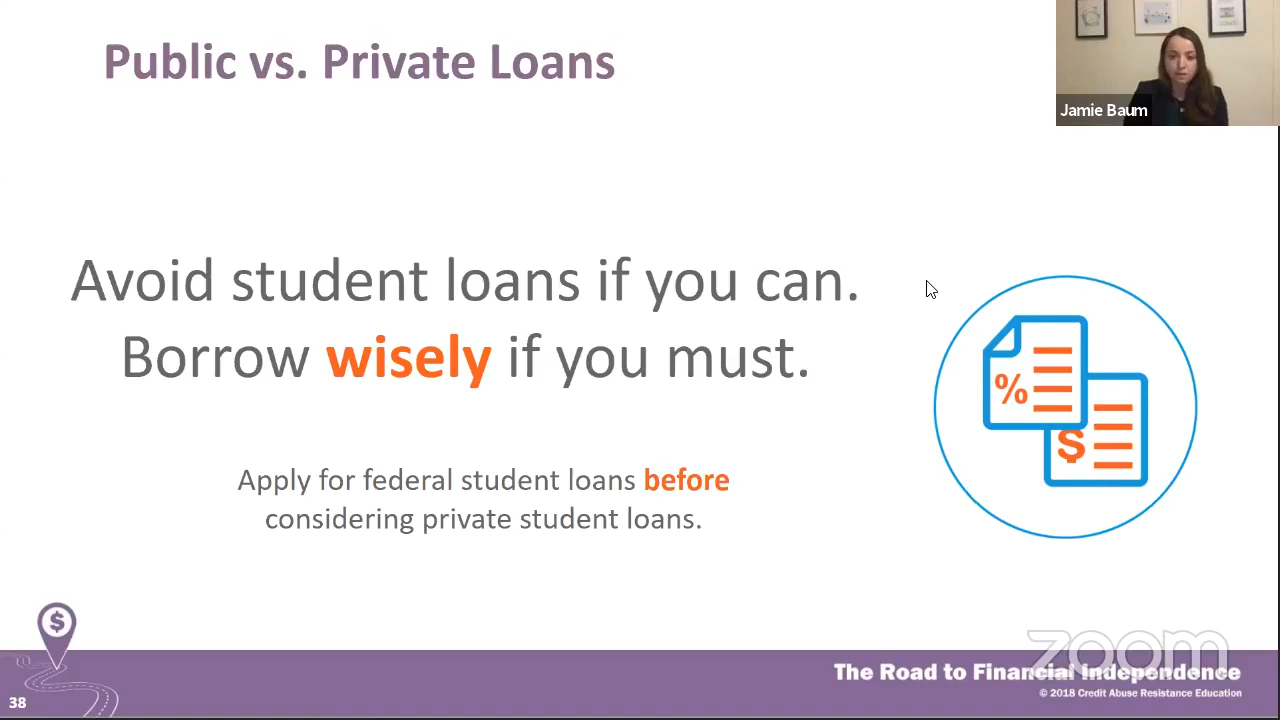 Public vs. Private Loans
Jamie Baum
Avoid student loans if you can.
Borrow wisely if you must.
%
$
Apply for federal student loans before
considering private student loans.
$
zoom
The Road to Financial Independence
© 2018 Credit Abuse Resistance Education
38